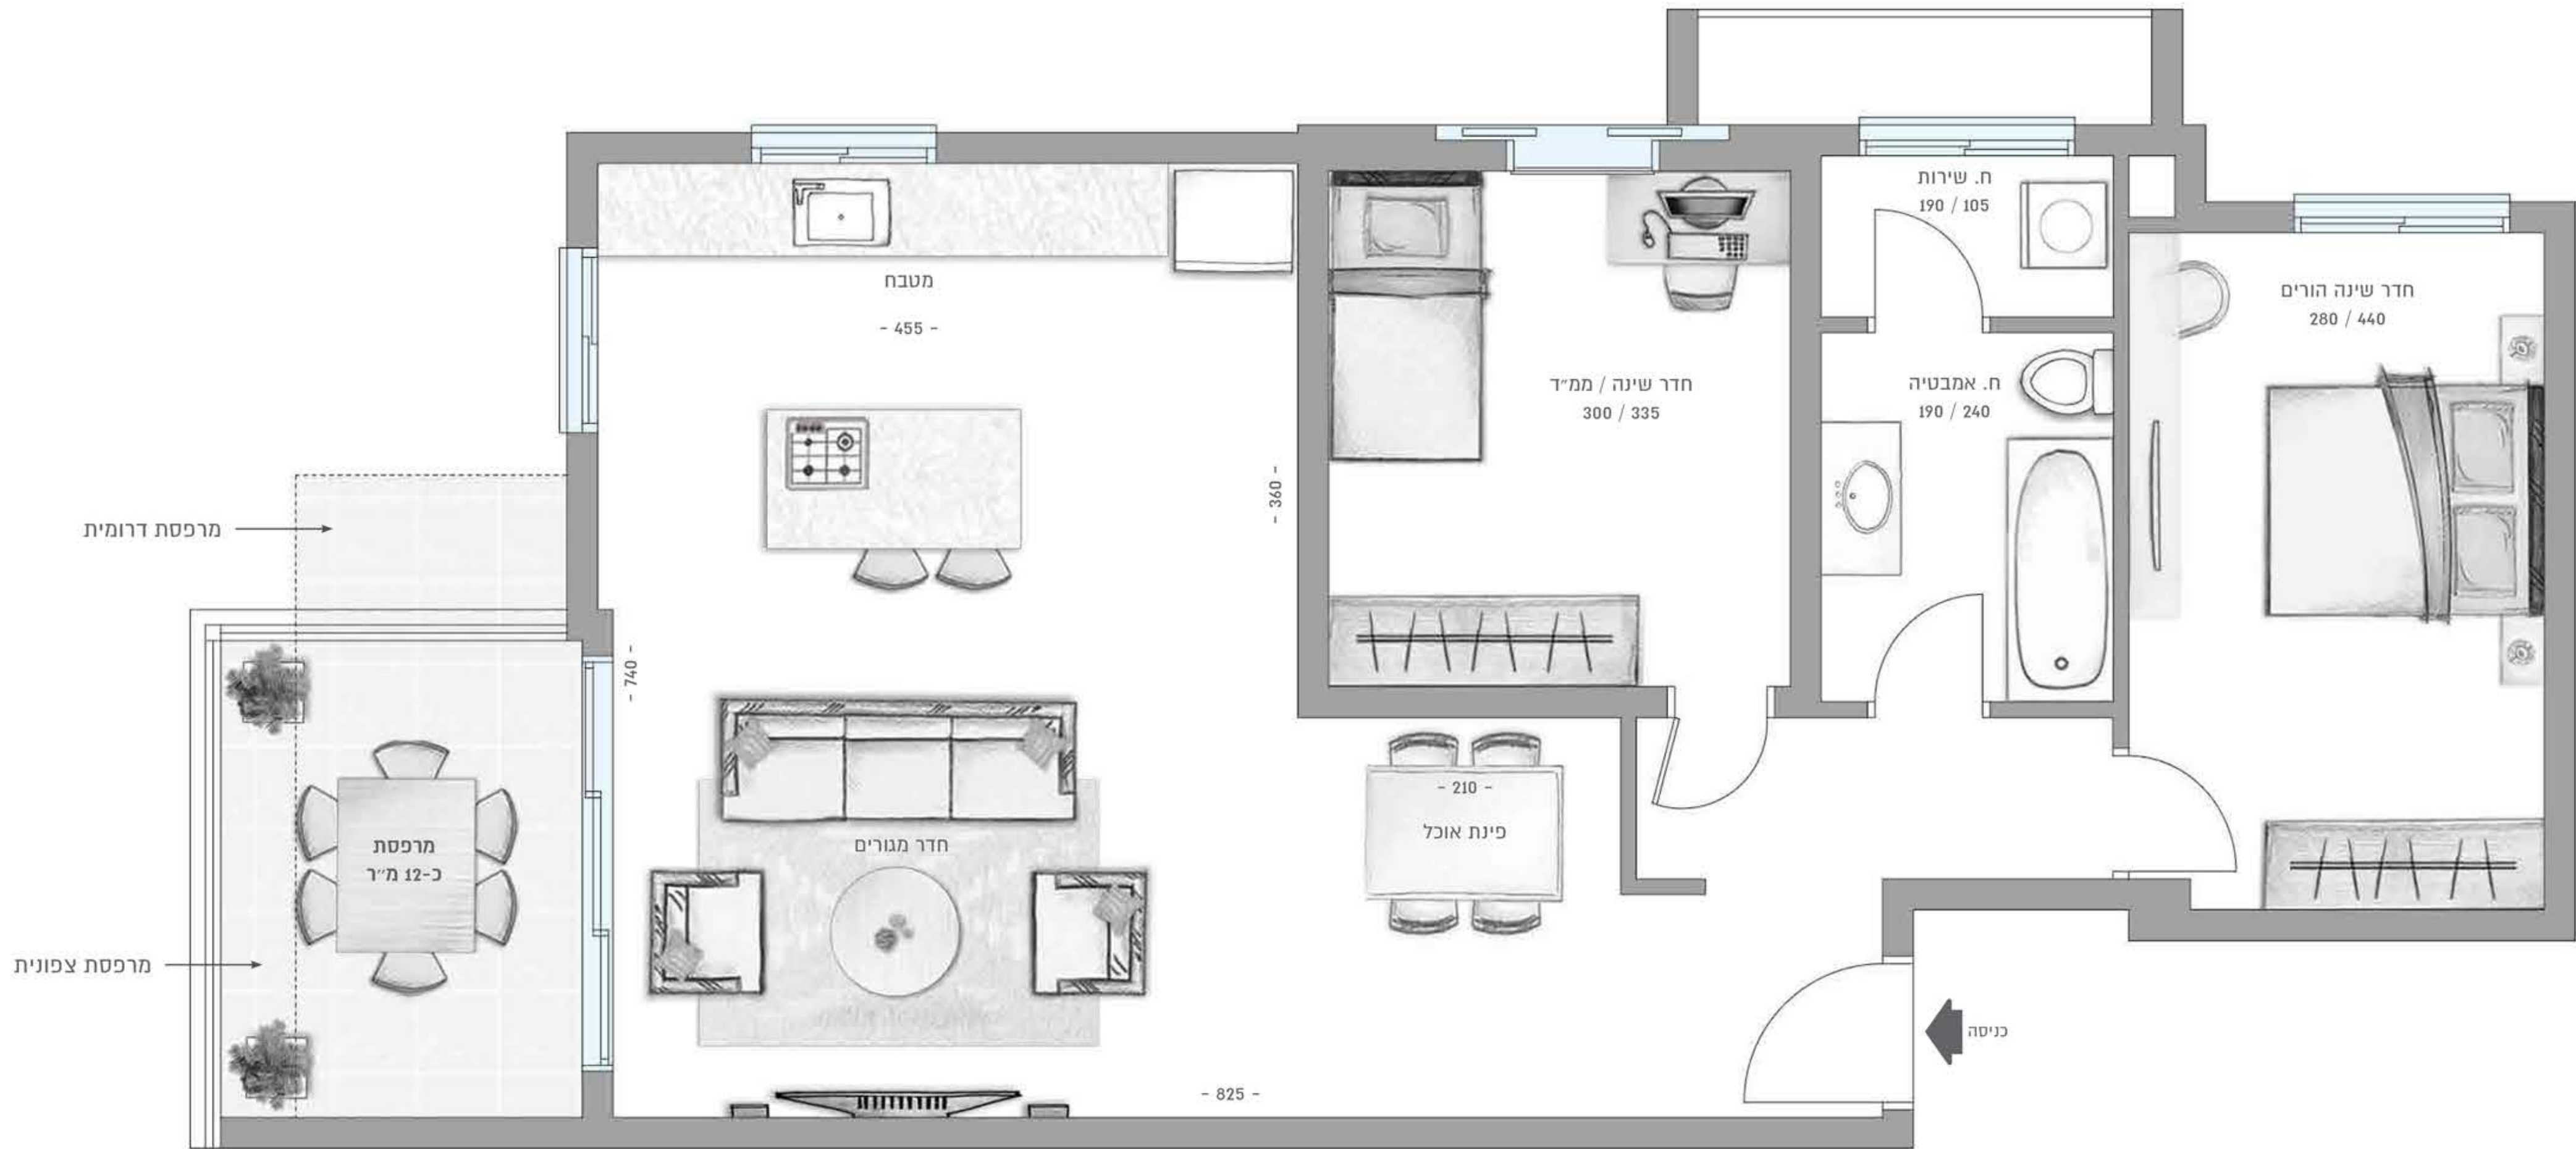 ח. שירות
190 / 105
חדר שינה הורים
280 / 440
מטבח
- 455 -
חדר שינה / ממ״ד
300 / 335
ח. אמבטיה
190 / 240
- 360 -
מרפסת דרומית
- 740 -
- 210 -
פינת אוכל
חדר מגורים
מרפסת
כ-12 מ״ר
מרפסת צפונית
כניסה
- 825 -